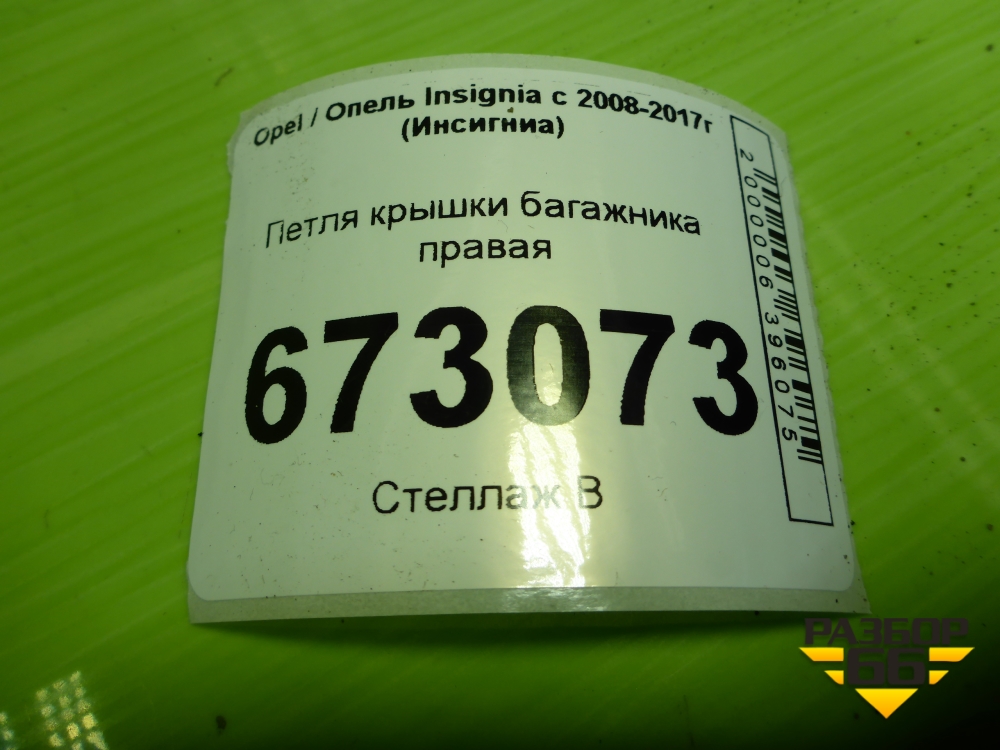 Opel / Опель Insignia с 2008-2017г
(Инсигниа)
Петля крышки багажника
правая
673073
Стеллаж В
2000006396075
РАЗБОР
66